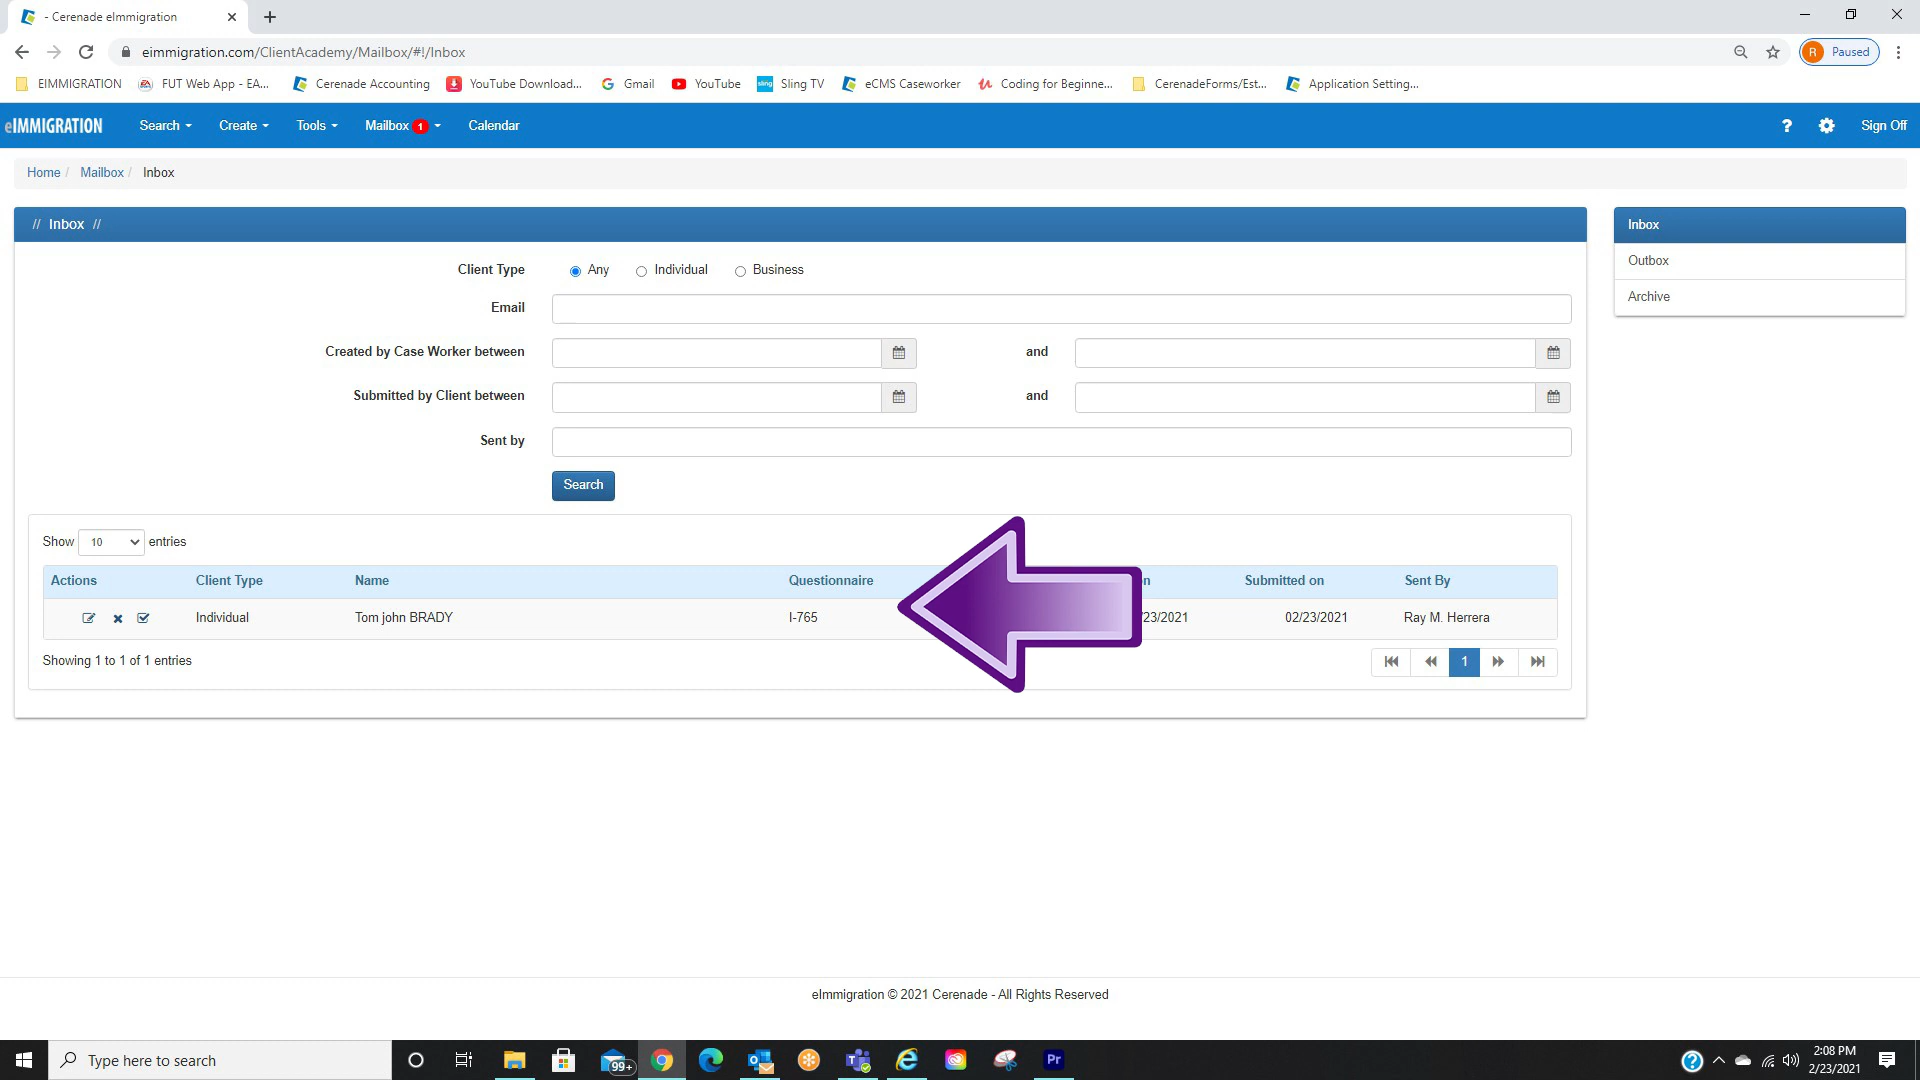 - Cerenade eImmigration
eimmigration.com/ClientAcademy/Mailbox/#!/Inbox
R Paused
EIMMIGRATION FUT Web App - EA... Cerenade Accounting YouTube Download... Gmail YouTube sling Sling TV eCMS Caseworker Coding for Beginne... CerenadeForms/Est... Application Setting...
eIMMIGRATION Search Create Tools Mailbox 1 Calendar ? Sign Off
Home / Mailbox / Inbox
// Inbox //
Inbox
Outbox
Archive
Client Type Any Individual Business
Email
Created by Case Worker between and
Submitted by Client between and
Sent by
Search
Show 10 entries
Actions Client Type Name Questionnaire Submitted on Sent By
Individual Tom john BRADY I-765 /23/2021 02/23/2021 Ray M. Herrera
Showing 1 to 1 of 1 entries
1
eImmigration © 2021 Cerenade - All Rights Reserved
Type here to search
99+
Pr
2:08 PM
2/23/2021